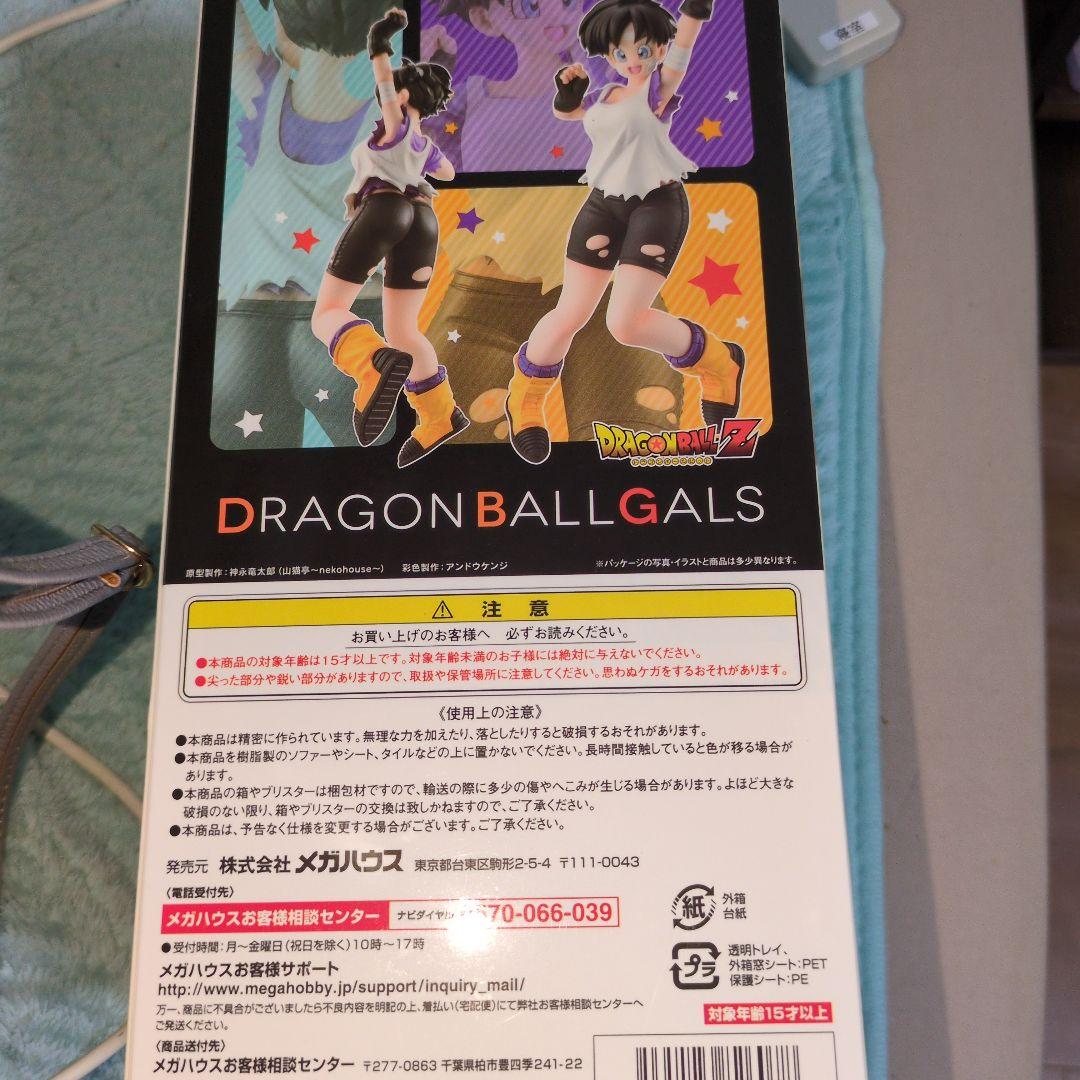 寝室
DRAGONBALL Z
DRAGON BALL GALS
原型製作：神永竜太郎（山猫亭～nekohouse～） 彩色製作：アンドウケンジ
※パッケージの写真・イラストと商品は多少異なります。
⚠ 注 意
お買い上げのお客様へ 必ずお読みください。
●本商品の対象年齢は15才以上です。対象年齢未満のお子様には絶対に与えないでください。
●尖った部分や鋭い部分がありますので、取扱や保管場所に注意してください。思わぬケガをするおそれがあります。
《使用上の注意》
●本商品は精密に作られています。無理な力を加えたり、落としたりすると破損するおそれがあります。
●本商品を樹脂製のソファーやシート、タイルなどの上に置かないでください。長時間接触していると色が移る場合が
あります。
●本商品の箱やブリスターは梱包材ですので、輸送の際に多少の傷やへこみが生じる場合があります。よほど大きな
破損のない限り、箱やブリスターの交換は致しかねますので、ご了承ください。
●本商品は、予告なく仕様を変更する場合がございます。ご了承ください。
発売元 株式会社 メガハウス 東京都台東区駒形2-5-4 〒111-0043
〈電話受付先〉
メガハウスお客様相談センター ナビダイヤル 70-066-039
●受付時間：月～金曜日（祝日を除く）10時～17時
メガハウスお客様サポート
http://www.megahobby.jp/support/inquiry_mail/
万一、商品に不具合がございましたら不良内容を明記の上、着払い（宅配便）にて弊社お客様相談センターへ
ご発送ください。
〈商品送付先〉
メガハウスお客様相談センター 〒277-0863 千葉県柏市豊四季241-22
紙 外箱
台紙
プラ 透明トレイ、
外箱窓シート：PET
保護シート：PE
対象年齢15才以上